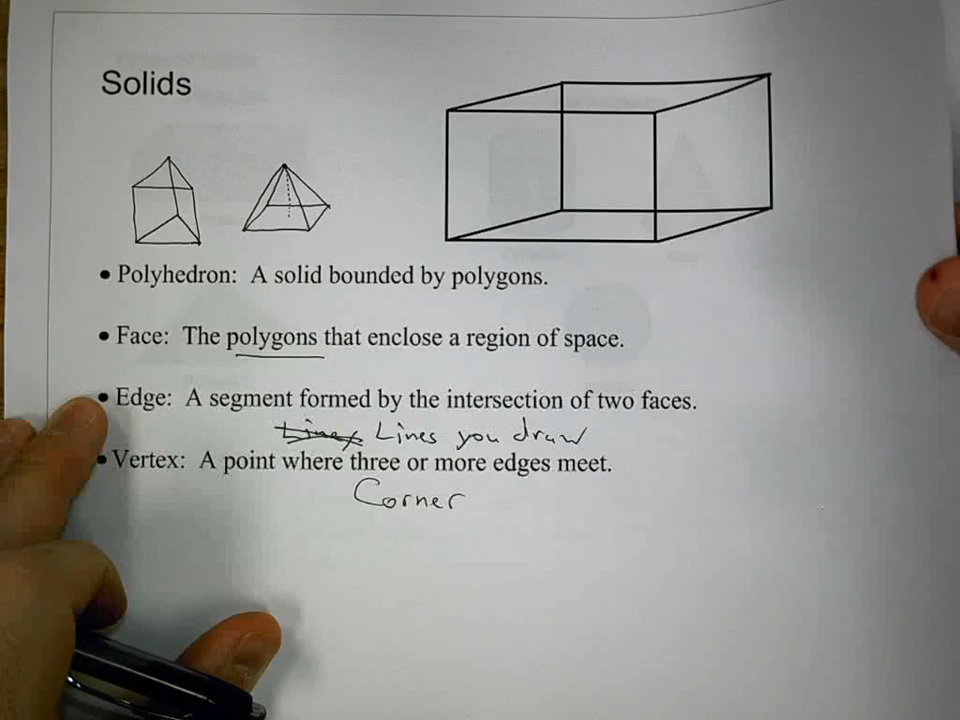 Solids
• Polyhedron: A solid bounded by polygons.
• Face: The polygons that enclose a region of space.
• Edge: A segment formed by the intersection of two faces.
Lines you draw
• Vertex: A point where three or more edges meet.
Corner